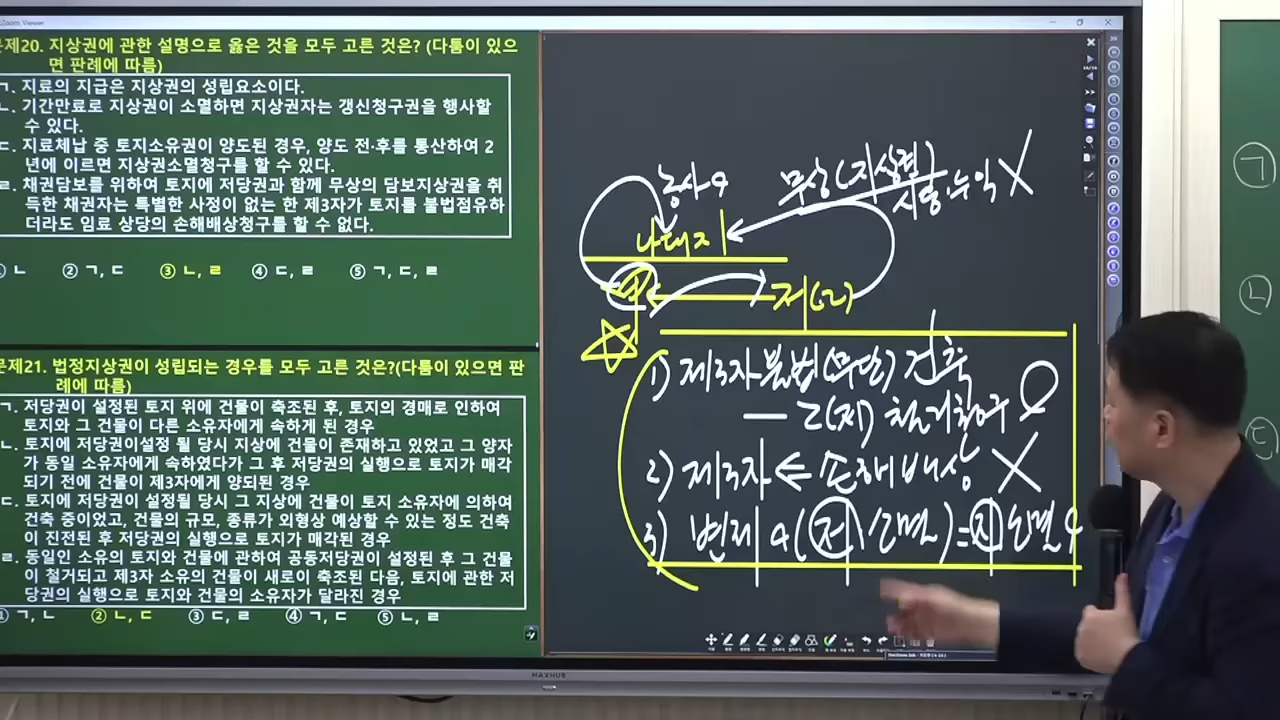 Zoom Viewer
문제20. 지상권에 관한 설명으로 옳은 것을 모두 고른 것은? (다툼이 있으
면 판례에 따름)
ㄱ. 지료의 지급은 지상권의 성립요소이다.
ㄴ. 기간만료로 지상권이 소멸하면 지상권자는 갱신청구권을 행사할
수 있다.
ㄷ. 지료체납 중 토지소유권이 양도된 경우, 양도 전·후를 통산하여 2
년에 이르면 지상권소멸청구를 할 수 있다.
ㄹ. 채권담보를 위하여 토지에 저당권과 함께 무상의 담보지상권을 취
득한 채권자는 특별한 사정이 없는 한 제3자가 토지를 불법점유하
더라도 임료 상당의 손해배상청구를 할 수 없다.
① ㄴ ② ㄱ, ㄷ ③ ㄴ, ㄹ ④ ㄷ, ㄹ ⑤ ㄱ, ㄷ, ㄹ
문제21. 법정지상권이 성립되는 경우를 모두 고른 것은?(다툼이 있으면 판
례에 따름)
ㄱ. 저당권이 설정된 토지 위에 건물이 축조된 후, 토지의 경매로 인하여
토지와 그 건물이 다른 소유자에게 속하게 된 경우
ㄴ. 토지에 저당권이설정 될 당시 지상에 건물이 존재하고 있었고 그 양자
가 동일 소유자에게 속하였다가 그 후 저당권의 실행으로 토지가 매각
되기 전에 건물이 제3자에게 양도된 경우
ㄷ. 토지에 저당권이 설정될 당시 그 지상에 건물이 토지 소유자에 의하여
건축 중이었고, 건물의 규모, 종류가 외형상 예상할 수 있는 정도 건축
이 진전된 후 저당권의 실행으로 토지가 매각된 경우
ㄹ. 동일인 소유의 토지와 건물에 관하여 공동저당권이 설정된 후 그 건물
이 철거되고 제3자 소유의 건물이 새로이 축조된 다음, 토지에 관한 저
당권의 실행으로 토지와 건물의 소유자가 달라진 경우
① ㄱ, ㄴ ② ㄴ, ㄷ ③ ㄷ, ㄹ ④ ㄱ, ㄷ ⑤ ㄴ, ㄹ
나대지
저(2)
1) 제3자 불법(무단) 건축
철거청구 O
2) 제3자 ⇐ 손해배상 X
3) 변제
MAXHUB
ㄱ
ㄴ
ㄷ